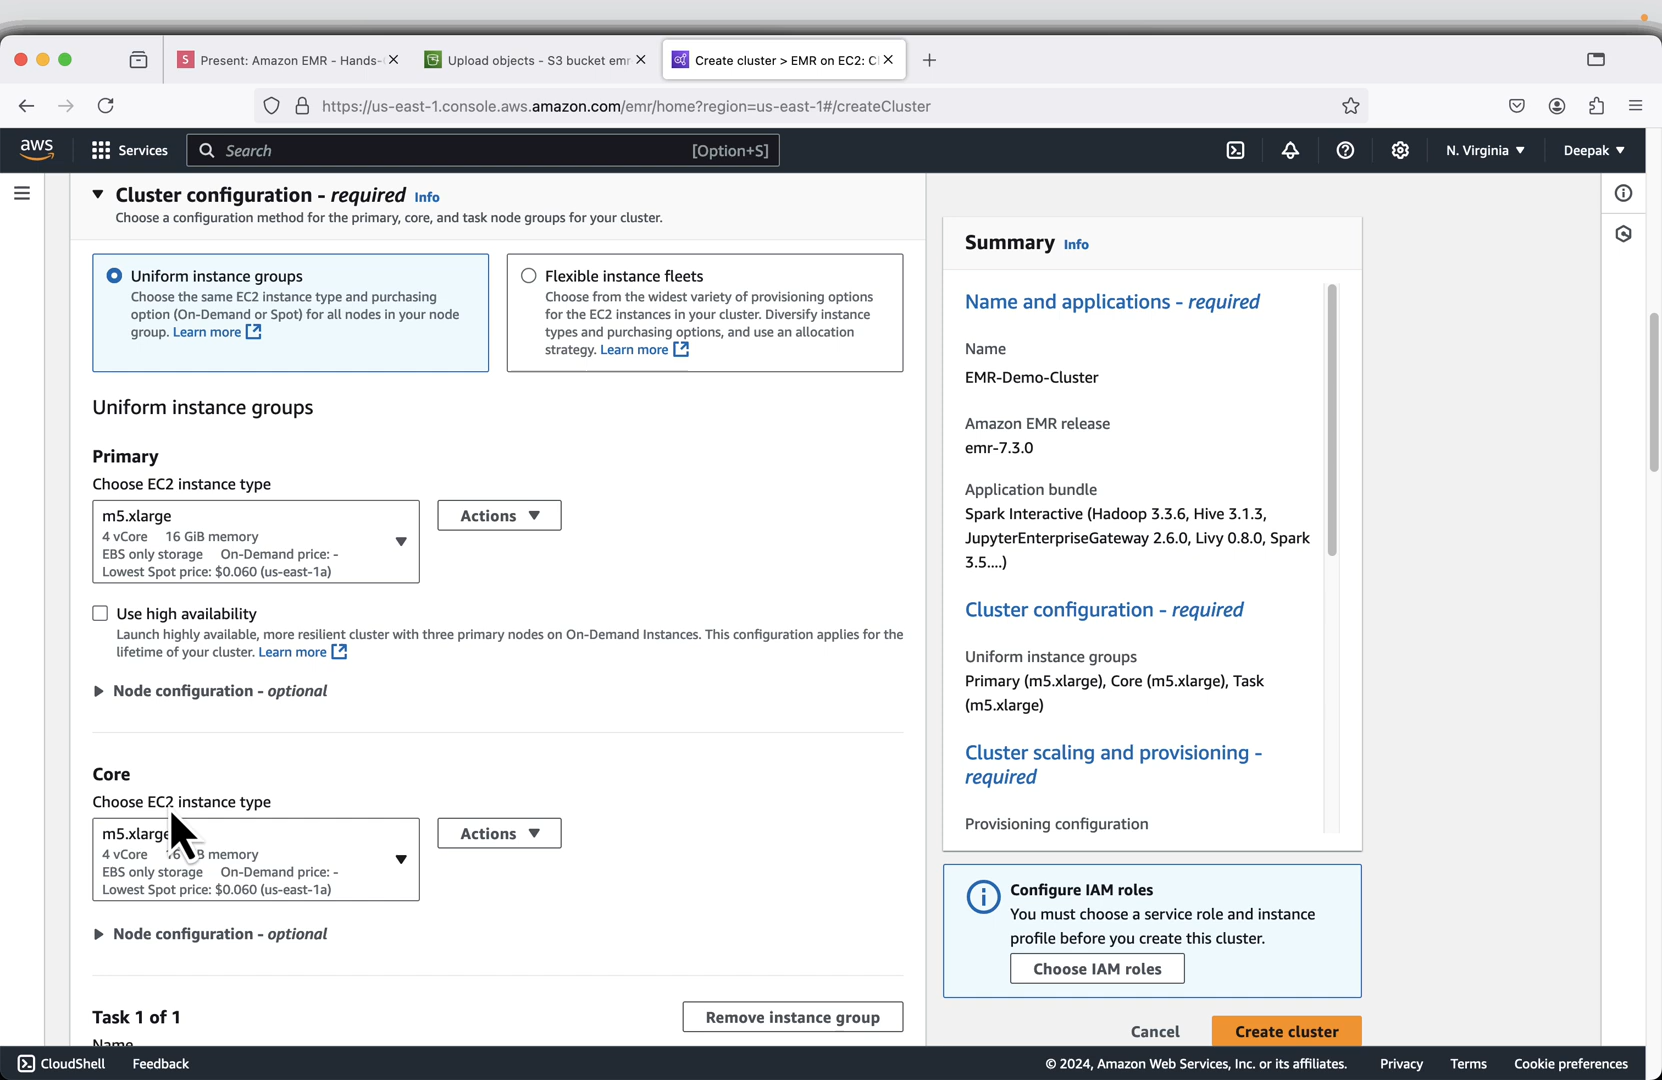 Present: Amazon EMR - Hands-
Upload objects - S3 bucket emr
Create cluster > EMR on EC2: C
https://us-east-1.console.aws.amazon.com/emr/home?region=us-east-1#/createCluster
aws
Services
Search
[Option+S]
N. Virginia
Deepak
Cluster configuration - required Info
Choose a configuration method for the primary, core, and task node groups for your cluster.
Uniform instance groups
Choose the same EC2 instance type and purchasing
option (On-Demand or Spot) for all nodes in your node
group. Learn more
Flexible instance fleets
Choose from the widest variety of provisioning options
for the EC2 instances in your cluster. Diversify instance
types and purchasing options, and use an allocation
strategy. Learn more
Uniform instance groups
Primary
Choose EC2 instance type
m5.xlarge
4 vCore 16 GiB memory
EBS only storage On-Demand price: -
Lowest Spot price: $0.060 (us-east-1a)
Actions
Use high availability
Launch highly available, more resilient cluster with three primary nodes on On-Demand Instances. This configuration applies for the
lifetime of your cluster. Learn more
Node configuration - optional
Core
Choose EC2 instance type
m5.xlarge
4 vCore memory
EBS only storage On-Demand price: -
Lowest Spot price: $0.060 (us-east-1a)
Actions
Node configuration - optional
Task 1 of 1
Remove instance group
Name
Summary Info
Name and applications - required
Name
EMR-Demo-Cluster
Amazon EMR release
emr-7.3.0
Application bundle
Spark Interactive (Hadoop 3.3.6, Hive 3.1.3,
JupyterEnterpriseGateway 2.6.0, Livy 0.8.0, Spark
3.5....)
Cluster configuration - required
Uniform instance groups
Primary (m5.xlarge), Core (m5.xlarge), Task
(m5.xlarge)
Cluster scaling and provisioning -
required
Provisioning configuration
Configure IAM roles
You must choose a service role and instance
profile before you create this cluster.
Choose IAM roles
Cancel
Create cluster
CloudShell
Feedback
© 2024, Amazon Web Services, Inc. or its affiliates.
Privacy
Terms
Cookie preferences